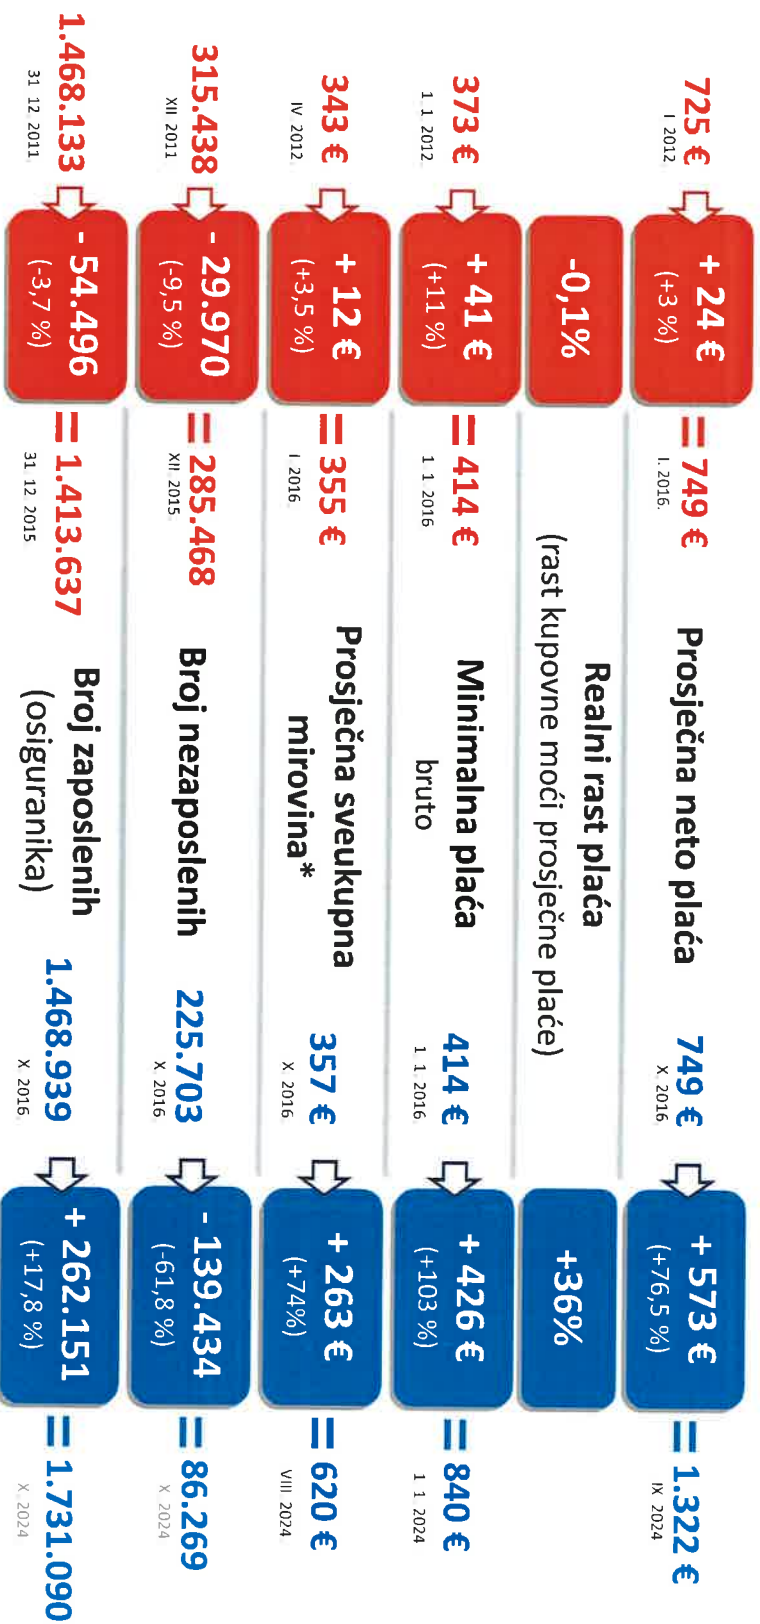 725 €
I 2012.
+ 24 €
(+3 %)
= 749 €
I. 2016.
Prosječna neto plaća
749 €
X 2016
+ 573 €
(+76,5 %)
= 1.322 €
IX 2024
-0,1%
Realni rast plaća
(rast kupovne moći prosječne plaće)
+36%
373 €
1 1 2012
+ 41 €
(+11 %)
= 414 €
1 1 2016
Minimalna plaća
bruto
414 €
1 1. 2016.
+ 426 €
(+103 %)
= 840 €
1 1 2024
343 €
IV 2012
+ 12 €
(+3,5 %)
= 355 €
I 2016
Prosječna sveukupna
mirovina*
357 €
X 2016
+ 263 €
(+74%)
= 620 €
VIII 2024
315.438
XII 2011
- 29.970
(-9,5 %)
= 285.468
XII 2015.
Broj nezaposlenih
225.703
X 2016
- 139.434
(-61,8 %)
= 86.269
X 2024
1.468.133
31 12 2011
- 54.496
(-3,7 %)
= 1.413.637
31 12 2015
Broj zaposlenih
(osiguranika)
1.468.939
X 2016
+ 262.151
(+17,8 %)
= 1.731.090
X 2024